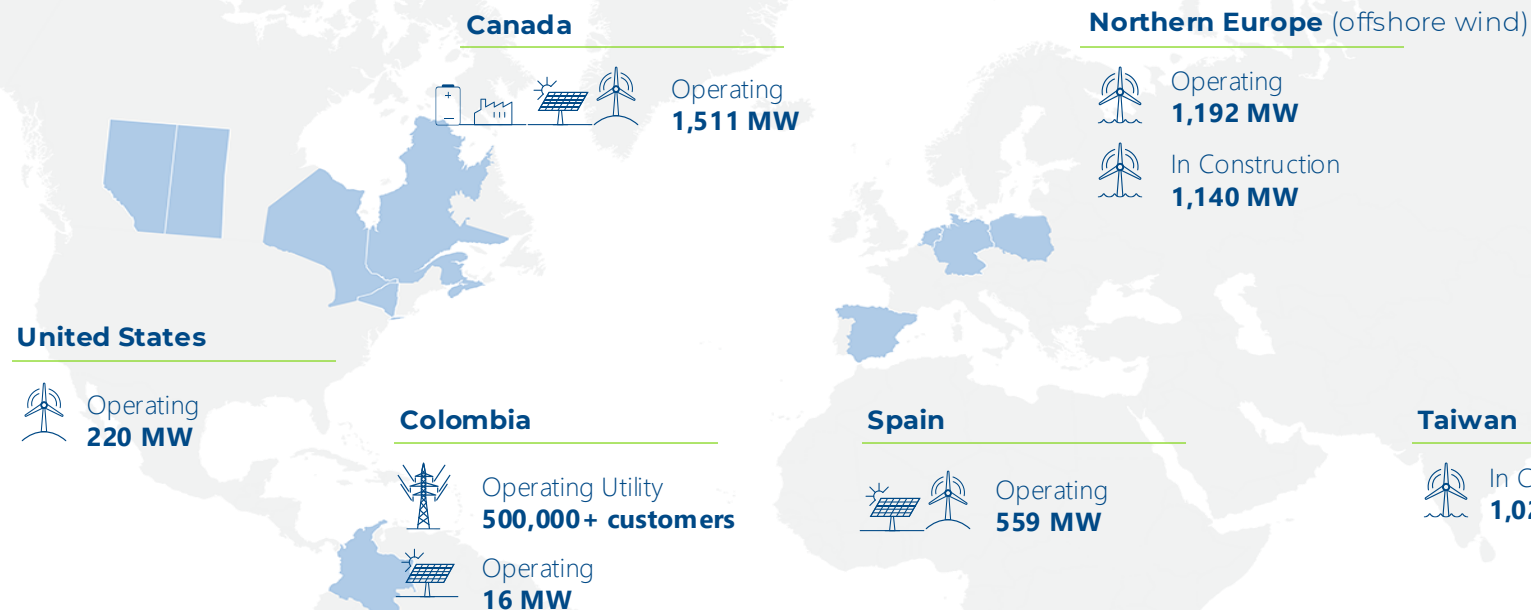 Canada
Operating
1,511 MW
Northern Europe (offshore wind)
Operating
1,192 MW
In Construction
1,140 MW
United States
Operating
220 MW
Colombia
Operating Utility
500,000+ customers
Operating
16 MW
Spain
Operating
559 MW
Taiwan
In